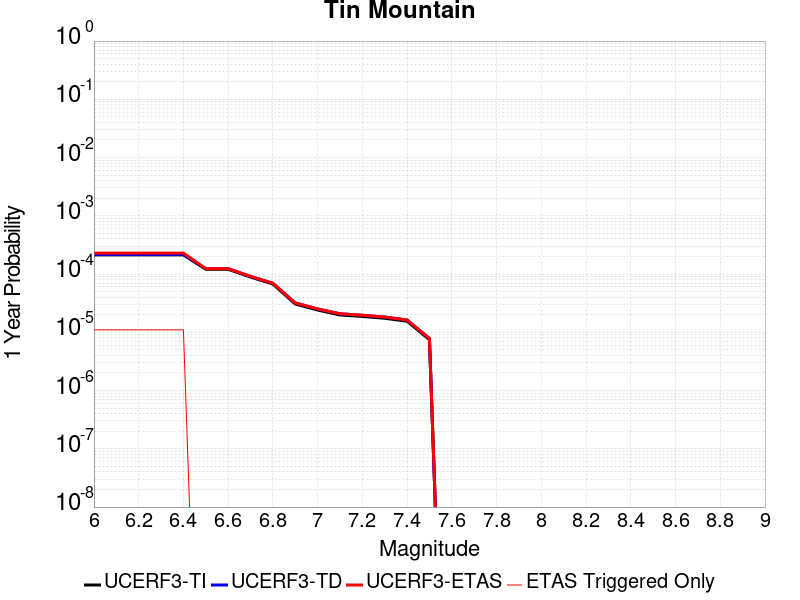 Tin Mountain
1 Year Probability
10^0
10^-1
10^-2
10^-3
10^-4
10^-5
10^-6
10^-7
10^-8
6 6.2 6.4 6.6 6.8 7 7.2 7.4 7.6 7.8 8 8.2 8.4 8.6 8.8 9
Magnitude
UCERF3-TI UCERF3-TD UCERF3-ETAS ETAS Triggered Only